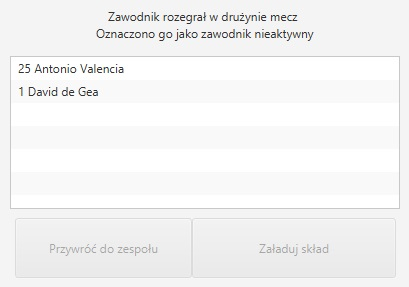 Zawodnik rozegrał w drużynie mecz
Oznaczono go jako zawodnik nieaktywny
25 Antonio Valencia
1 David de Gea
Przywróć do zespołu
Załaduj skład